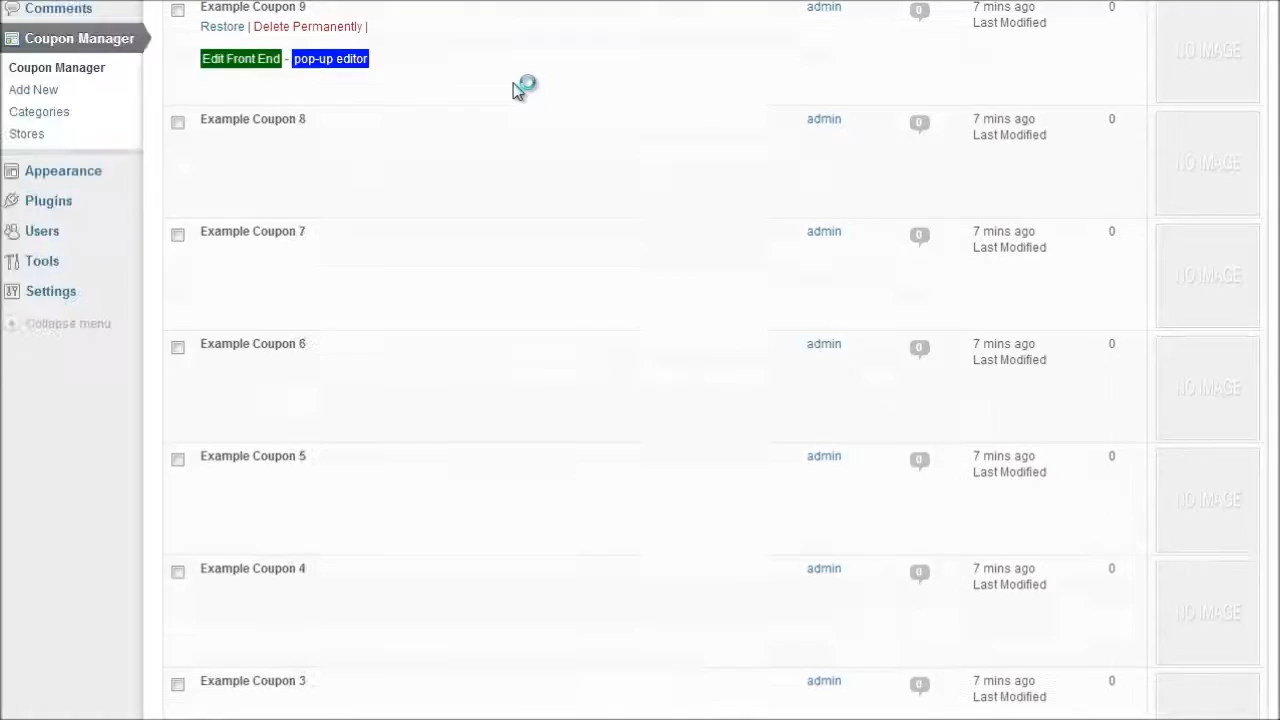 Comments
Coupon Manager
Coupon Manager
Add New
Categories
Stores
Appearance
Plugins
Users
Tools
Settings
Collapse menu
Example Coupon 9 admin 0 7 mins ago 0
Last Modified
Restore | Delete Permanently |
Edit Front End - pop-up editor
NO IMAGE
Example Coupon 8 admin 0 7 mins ago 0
Last Modified
NO IMAGE
Example Coupon 7 admin 0 7 mins ago 0
Last Modified
NO IMAGE
Example Coupon 6 admin 0 7 mins ago 0
Last Modified
NO IMAGE
Example Coupon 5 admin 0 7 mins ago 0
Last Modified
NO IMAGE
Example Coupon 4 admin 0 7 mins ago 0
Last Modified
NO IMAGE
Example Coupon 3 admin 0 7 mins ago 0
Last Modified